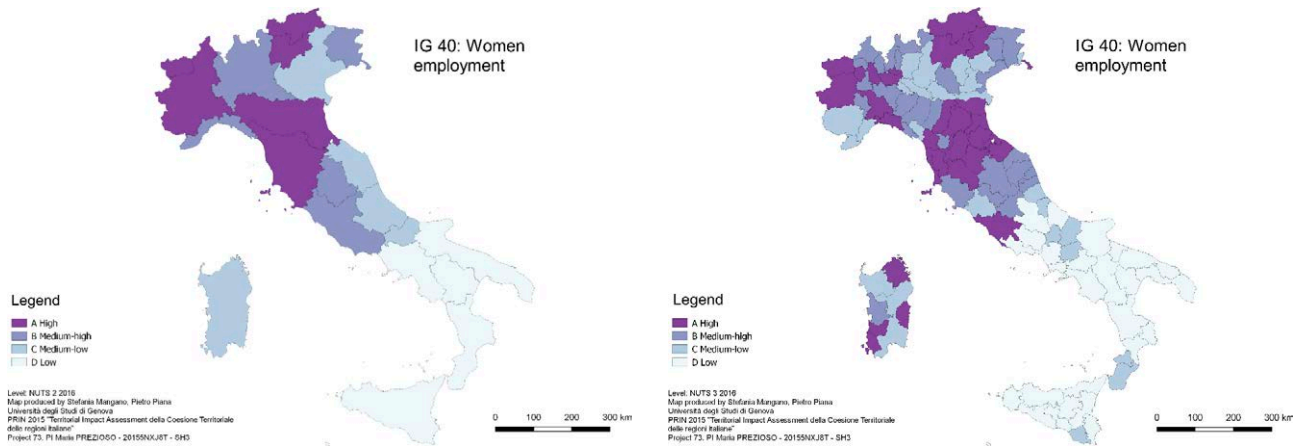 IG 40: Women
employment
Legend
A High
B Medium-high
C Medium-low
D Low
Level: NUTS 2 2016
Map produced by Stefania Mangano, Pietro Piana
Università degli Studi di Genova
PRIN 2015 "Territorial Impact Assessment della Coesione Territoriale
delle regioni italiane"
Project 73. PI Maria PREZIOSO - 20155NXJ8T - SH3
0 100 200 300 km
IG 40: Women
employment
Legend
A High
B Medium-high
C Medium-low
D Low
Level: NUTS 3 2016
Map produced by Stefania Mangano, Pietro Piana
Università degli Studi di Genova
PRIN 2015 "Territorial Impact Assessment della Coesione Territoriale
delle regioni italiane"
Project 73. PI Maria PREZIOSO - 20155NXJ8T - SH3
0 100 200 300 km